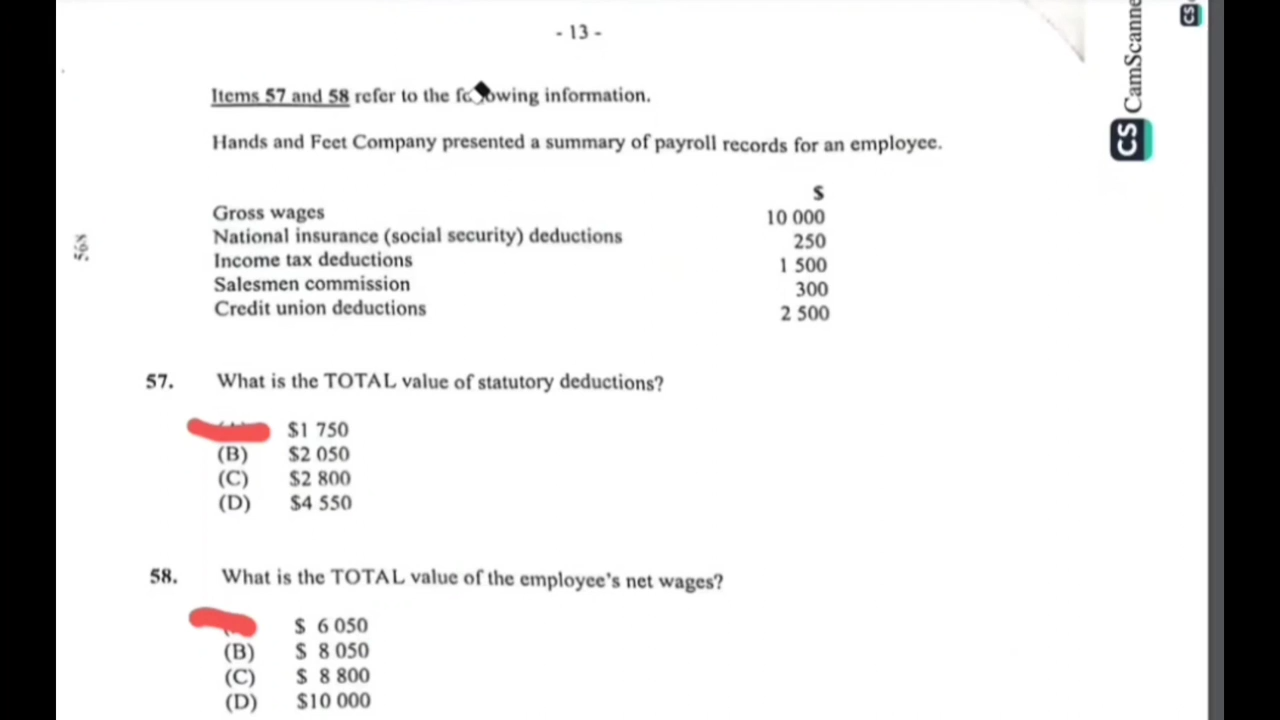 - 13 -
CS CamScanne
CS
Items 57 and 58 refer to the wing information.
Hands and Feet Company presented a summary of payroll records for an employee.
$
Gross wages 10 000
National insurance (social security) deductions 250
Income tax deductions 1 500
Salesmen commission 300
Credit union deductions 2 500
568
57. What is the TOTAL value of statutory deductions?
$1 750
(B) $2 050
(C) $2 800
(D) $4 550
58. What is the TOTAL value of the employee's net wages?
$ 6 050
(B) $ 8 050
(C) $ 8 800
(D) $10 000